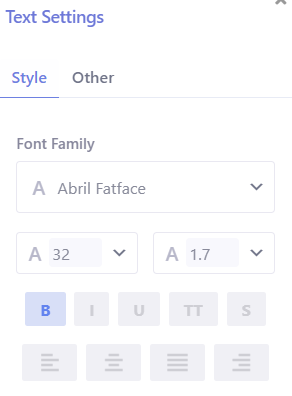 Text Settings
Style Other
Font Family
A Abril Fatface
A 32 A 1.7
B I U TT S